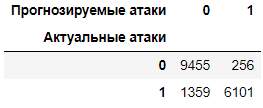 Прогнозируемые атаки 0 1
Актуальные атаки
0 9455 256
1 1359 6101